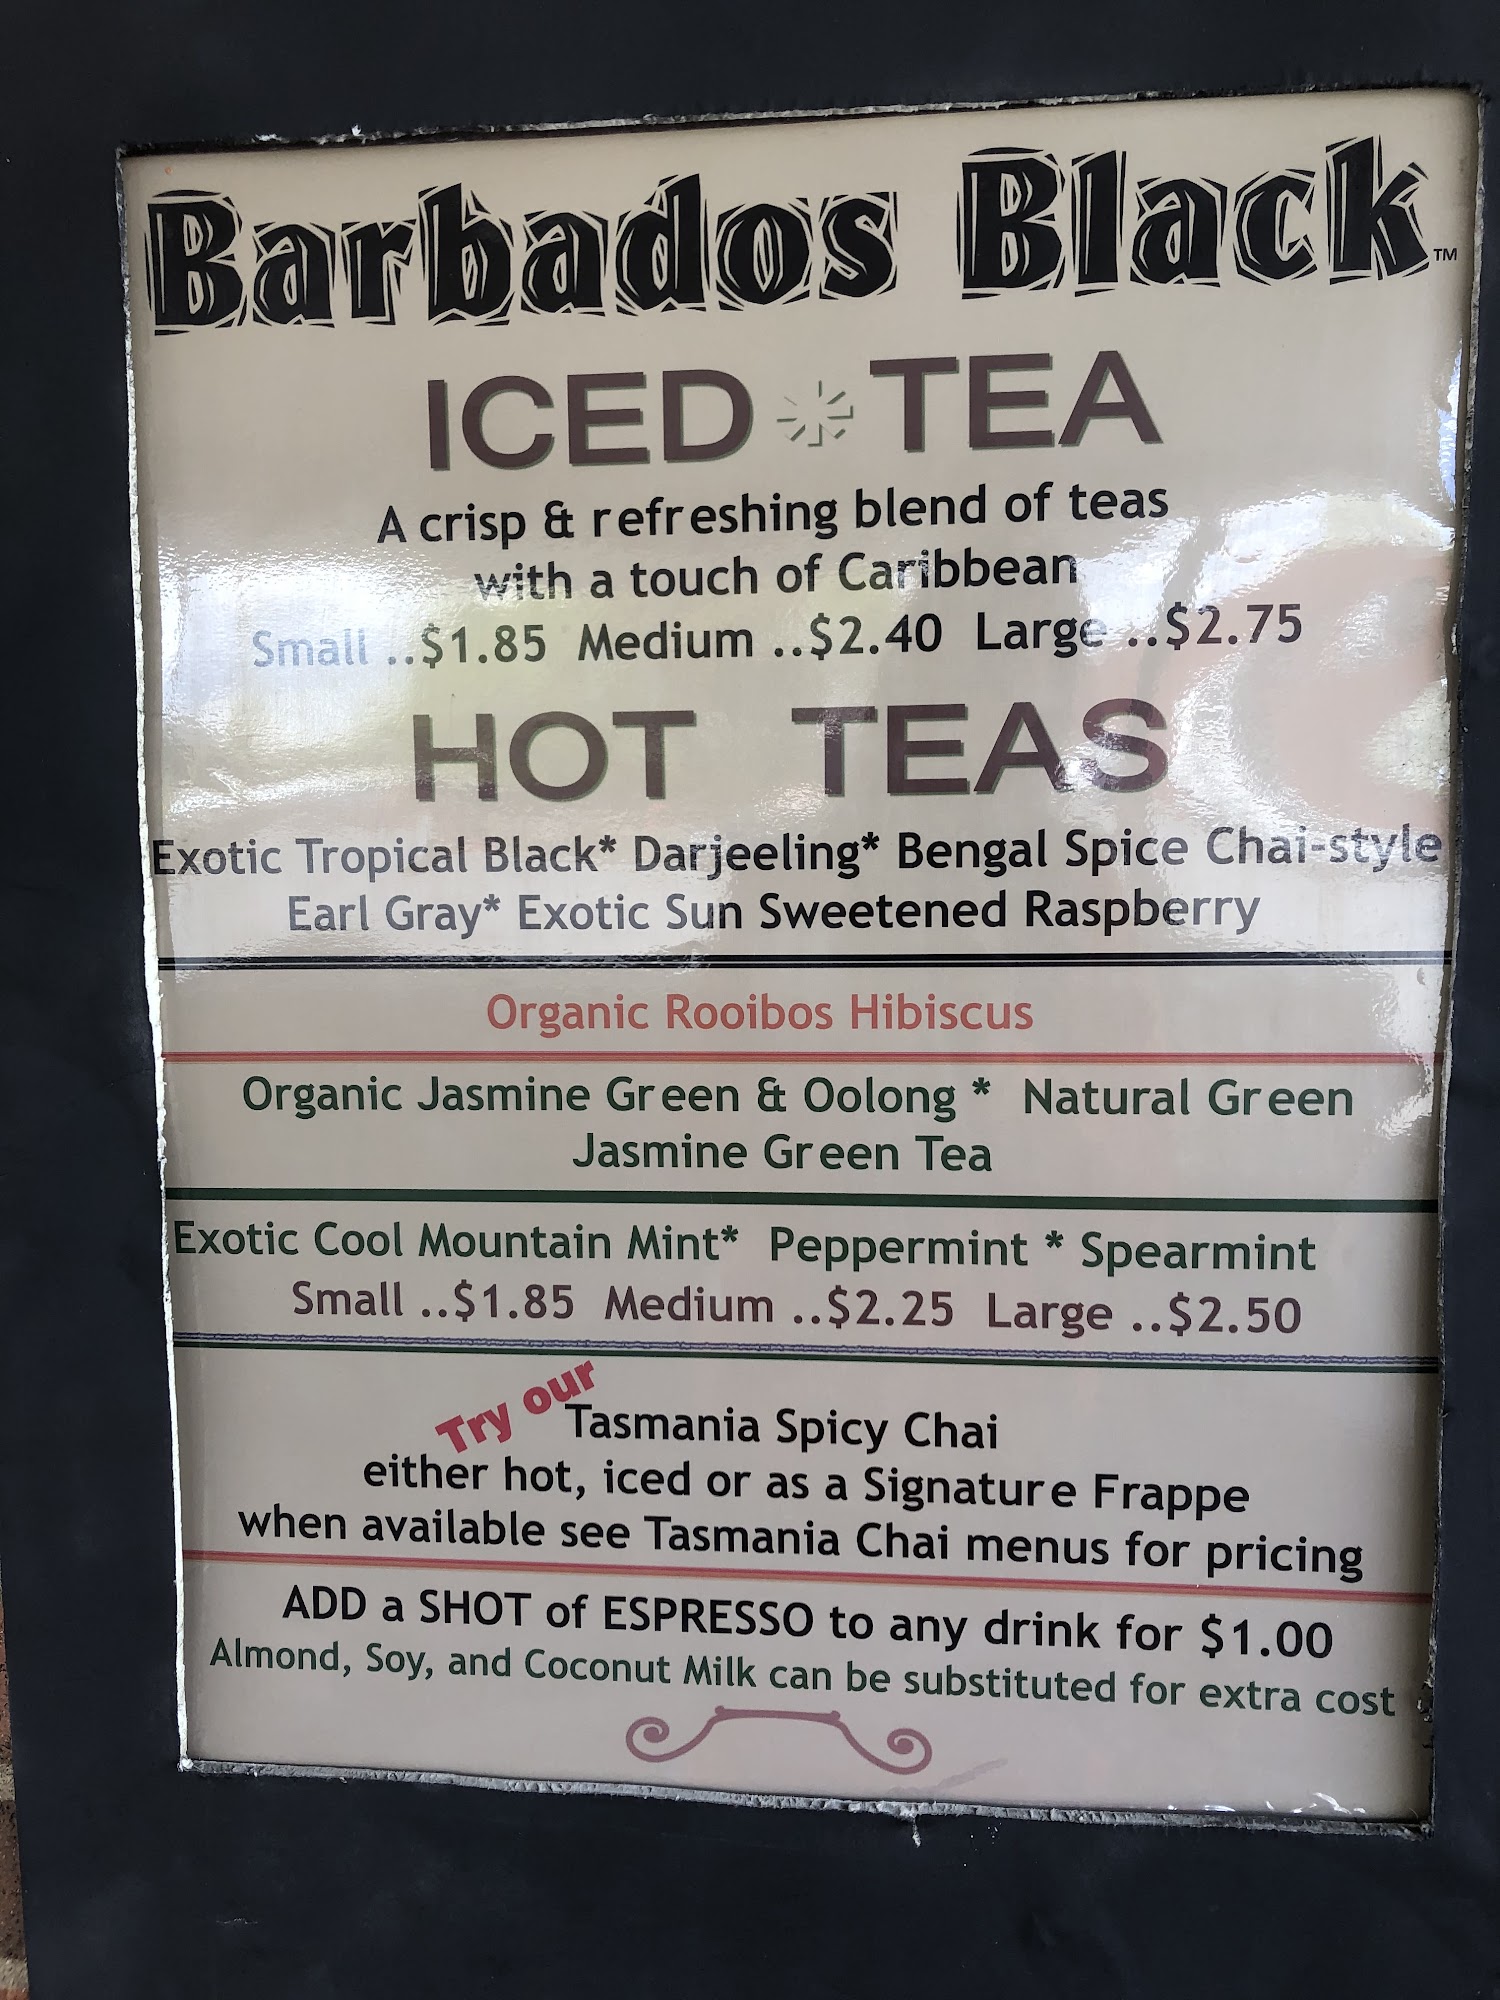 Barbados Black™
ICED TEA
A crisp & refreshing blend of teas
with a touch of Caribbean
Small ..$1.85 Medium ..$2.40 Large ..$2.75
HOT TEAS
Exotic Tropical Black* Darjeeling* Bengal Spice Chai-style
Earl Gray* Exotic Sun Sweetened Raspberry
Organic Rooibos Hibiscus
Organic Jasmine Green & Oolong * Natural Green
Jasmine Green Tea
Exotic Cool Mountain Mint* Peppermint * Spearmint
Small ..$1.85 Medium ..$2.25 Large ..$2.50
Try our Tasmania Spicy Chai
either hot, iced or as a Signature Frappe
when available see Tasmania Chai menus for pricing
ADD a SHOT of ESPRESSO to any drink for $1.00
Almond, Soy, and Coconut Milk can be substituted for extra cost